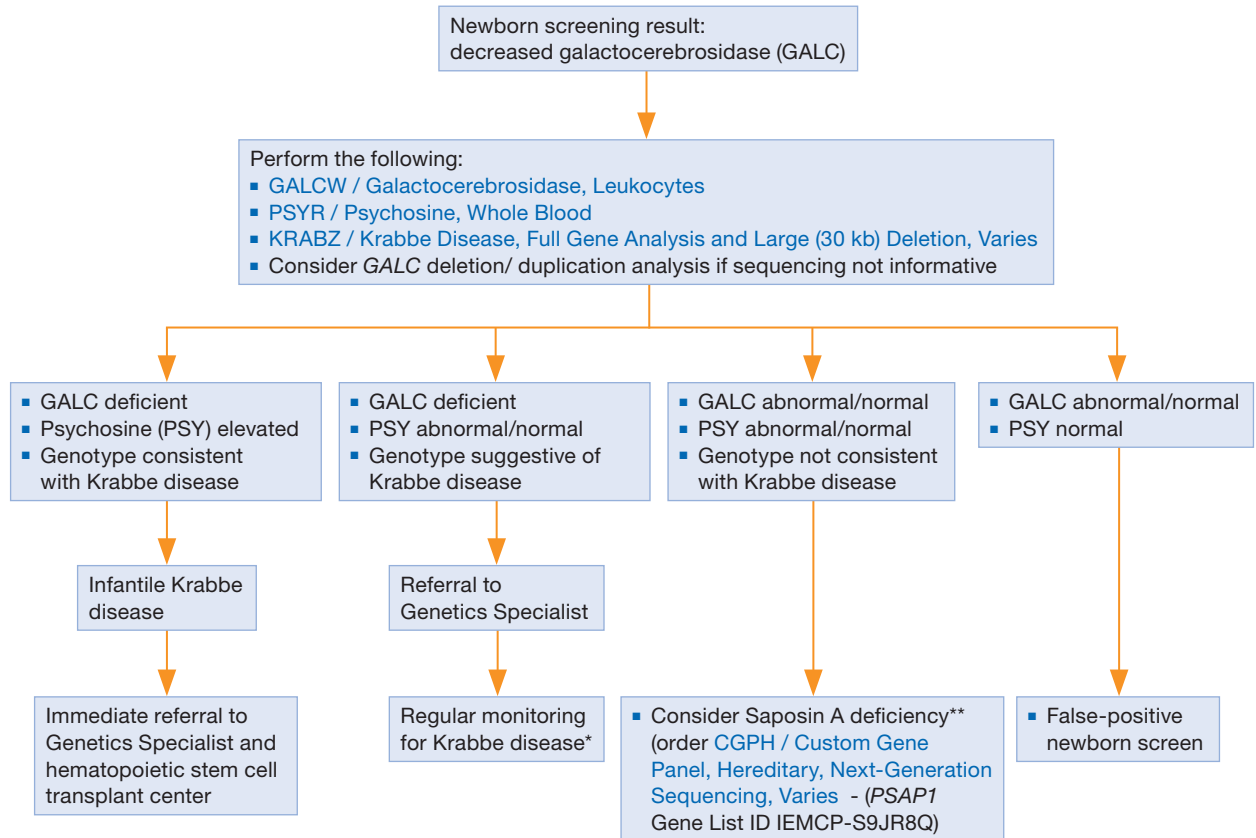 Newborn screening result:
decreased galactocerebrosidase (GALC)
Perform the following:
▪ GALCW / Galactocerebrosidase, Leukocytes
▪ PSYR / Psychosine, Whole Blood
▪ KRABZ / Krabbe Disease, Full Gene Analysis and Large (30 kb) Deletion, Varies
▪ Consider GALC deletion/ duplication analysis if sequencing not informative
▪ GALC deficient
▪ Psychosine (PSY) elevated
▪ Genotype consistent
with Krabbe disease
▪ GALC deficient
▪ PSY abnormal/normal
▪ Genotype suggestive of
Krabbe disease
▪ GALC abnormal/normal
▪ PSY abnormal/normal
▪ Genotype not consistent
with Krabbe disease
▪ GALC abnormal/normal
▪ PSY normal
Infantile Krabbe
disease
Referral to
Genetics Specialist
Immediate referral to
Genetics Specialist and
hematopoietic stem cell
transplant center
Regular monitoring
for Krabbe disease*
▪ Consider Saposin A deficiency**
(order CGPH / Custom Gene
Panel, Hereditary, Next-Generation
Sequencing, Varies - (PSAP1
Gene List ID IEMCP-S9JR8Q)
▪ False-positive
newborn screen